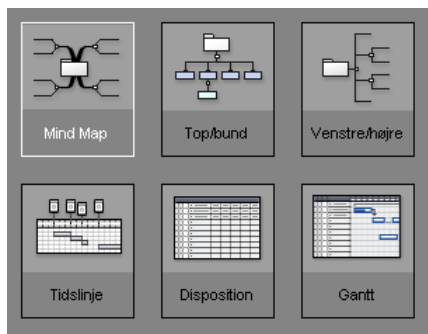 Mind Map
Top/bund
Venstre/højre
Tidslinje
Disposition
Gantt